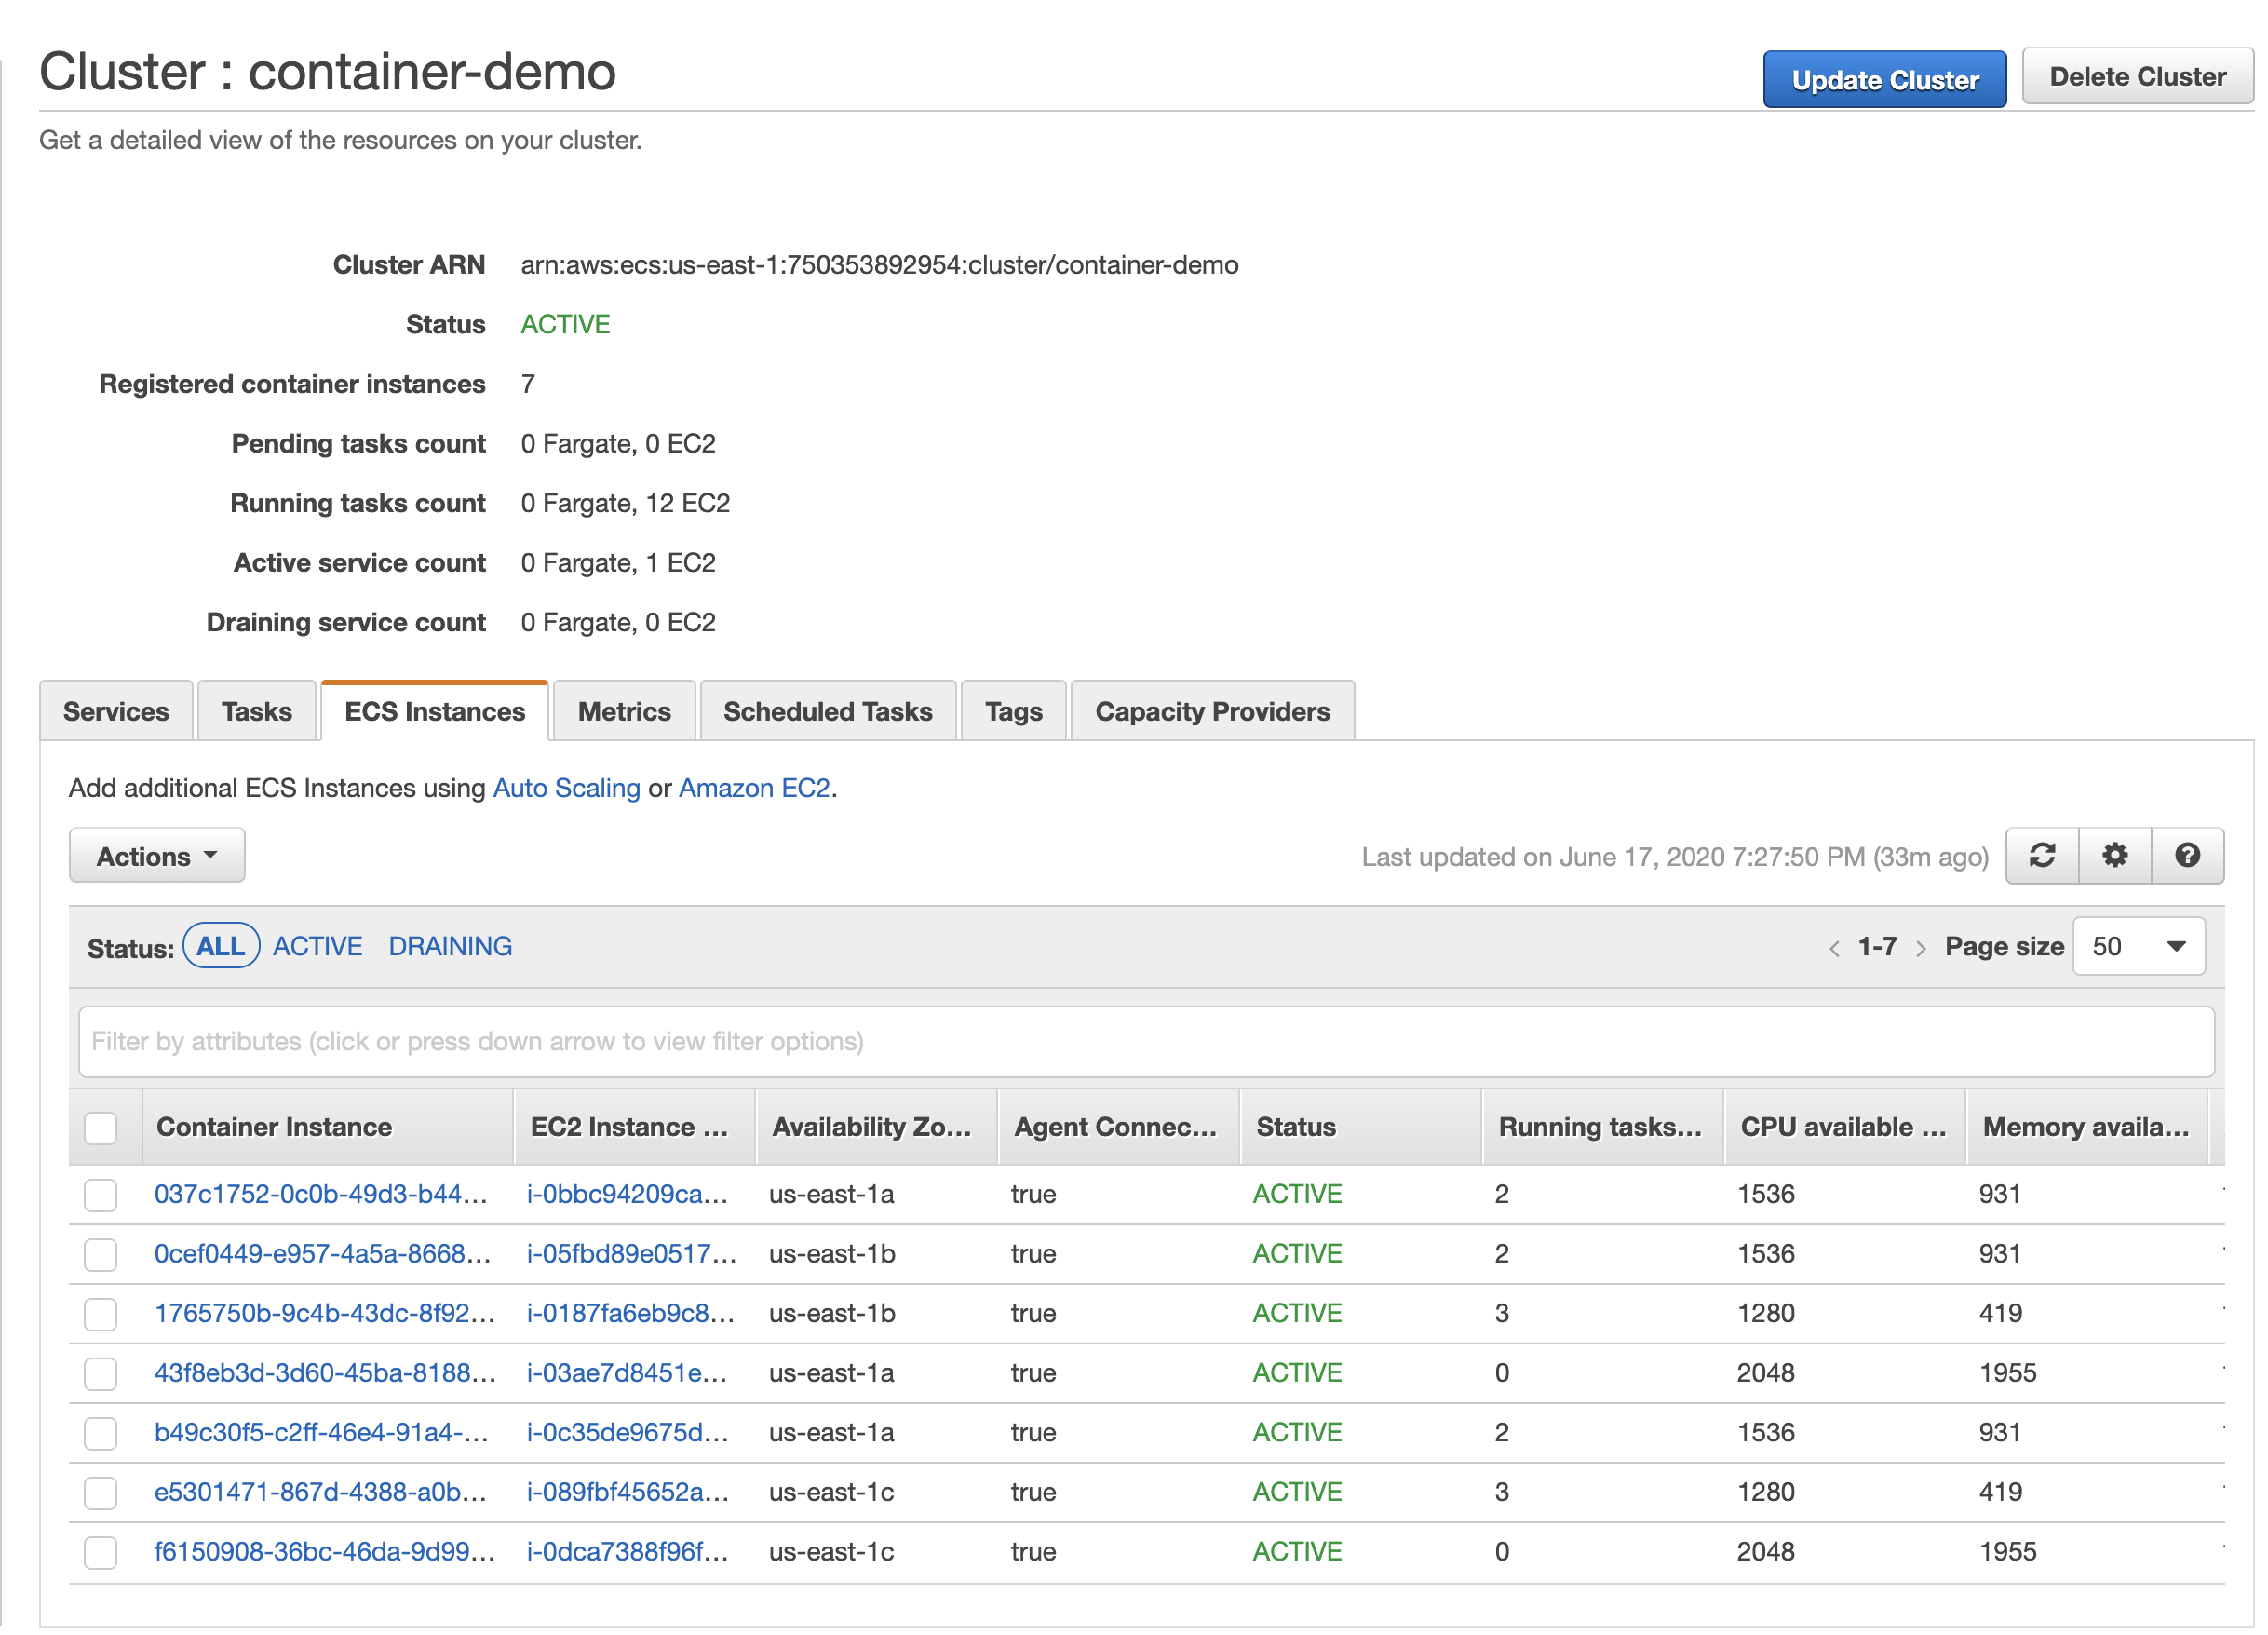 Cluster : container-demo
Update Cluster
Delete Cluster
Get a detailed view of the resources on your cluster.
Cluster ARN arn:aws:ecs:us-east-1:750353892954:cluster/container-demo
Status ACTIVE
Registered container instances 7
Pending tasks count 0 Fargate, 0 EC2
Running tasks count 0 Fargate, 12 EC2
Active service count 0 Fargate, 1 EC2
Draining service count 0 Fargate, 0 EC2
Services Tasks ECS Instances Metrics Scheduled Tasks Tags Capacity Providers
Add additional ECS Instances using Auto Scaling or Amazon EC2.
Actions Last updated on June 17, 2020 7:27:50 PM (33m ago)
Status: ALL ACTIVE DRAINING < 1-7 > Page size 50
Filter by attributes (click or press down arrow to view filter options)
Container Instance EC2 Instance ... Availability Zo... Agent Connec... Status Running tasks... CPU available ... Memory availa...
037c1752-0c0b-49d3-b44... i-0bbc94209ca... us-east-1a true ACTIVE 2 1536 931
0cef0449-e957-4a5a-8668... i-05fbd89e0517... us-east-1b true ACTIVE 2 1536 931
1765750b-9c4b-43dc-8f92... i-0187fa6eb9c8... us-east-1b true ACTIVE 3 1280 419
43f8eb3d-3d60-45ba-8188... i-03ae7d8451e... us-east-1a true ACTIVE 0 2048 1955
b49c30f5-c2ff-46e4-91a4-... i-0c35de9675d... us-east-1a true ACTIVE 2 1536 931
e5301471-867d-4388-a0b... i-089fbf45652a... us-east-1c true ACTIVE 3 1280 419
f6150908-36bc-46da-9d99... i-0dca7388f96f... us-east-1c true ACTIVE 0 2048 1955